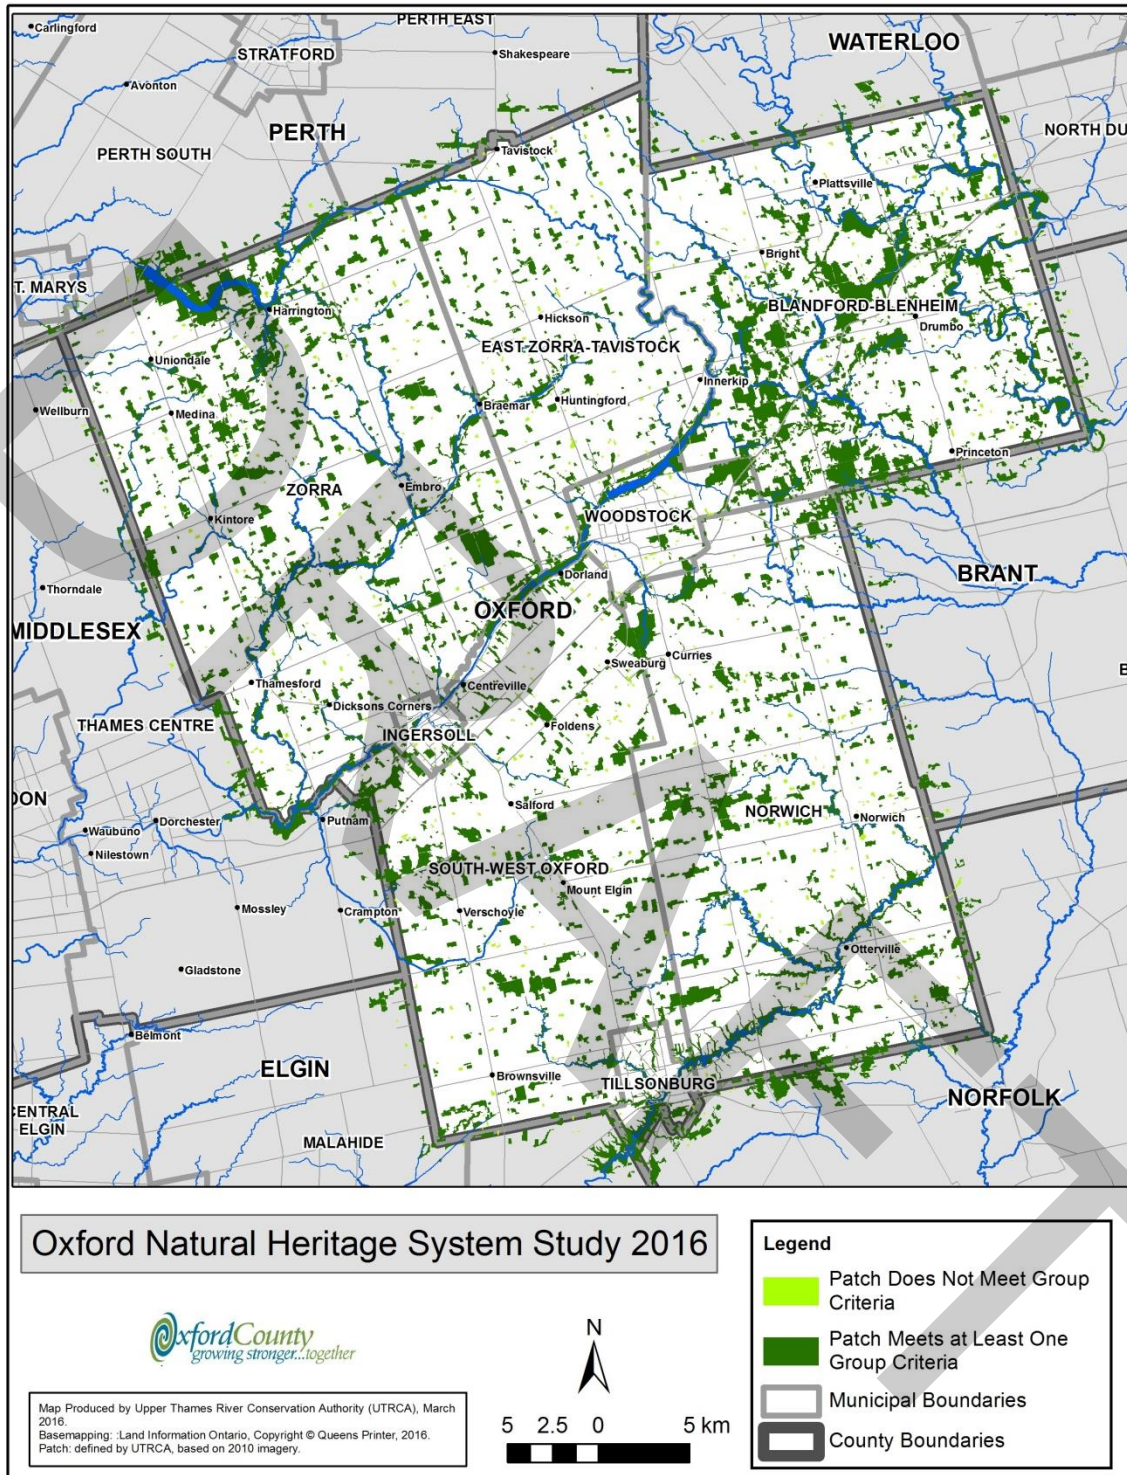 PERTH EAST
Carlingford
WATERLOO
STRATFORD
Shakespeare
Avonton
PERTH
NORTH DU
PERTH SOUTH
Tavistock
Plattsville
Bright
T. MARYS
Harrington
BLANDFORD-BLENHEIM
Hickson
Drumbo
EAST ZORRA-TAVISTOCK
Uniondale
Innerkip
Wellburn
Medina
Braemar
Huntingford
Princeton
ZORRA
Embro
Kintore
WOODSTOCK
Thorndale
Dorland
BRANT
OXFORD
MIDDLESEX
Sweaburg
Curries
B
Thamesford
Centreville
Dicksons Corners
THAMES CENTRE
INGERSOLL
Foldens
DON
Salford
NORWICH
Norwich
Dorchester
Putnam
Waubuno
Nilestown
SOUTH-WEST OXFORD
Mount Elgin
Mossley
Crampton
Verschoyle
Otterville
Gladstone
Belmont
ELGIN
Brownsville
TILLSONBURG
NORFOLK
CENTRAL
ELGIN
MALAHIDE
DRAFT
Oxford Natural Heritage System Study 2016
Legend
Patch Does Not Meet Group
Criteria
Patch Meets at Least One
Group Criteria
Municipal Boundaries
County Boundaries
OxfordCounty
growing stronger...together
N
5 2.5 0 5 km
Map Produced by Upper Thames River Conservation Authority (UTRCA), March
2016.
Basemapping: :Land Information Ontario, Copyright © Queens Printer, 2016.
Patch: defined by UTRCA, based on 2010 imagery.